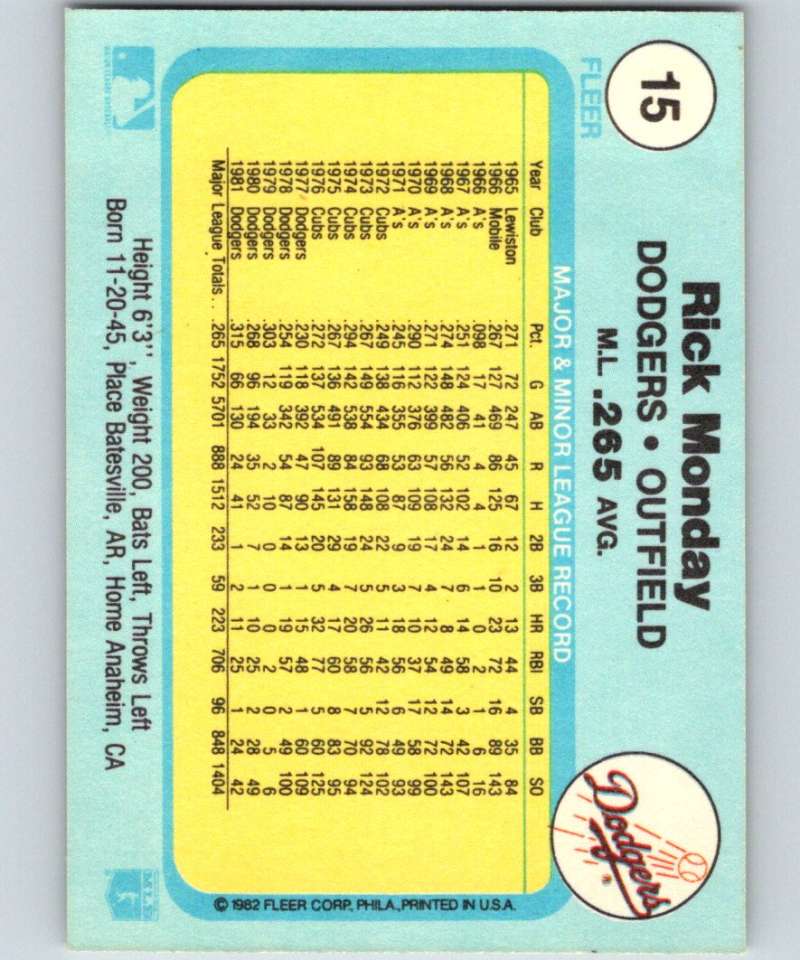 15
Rick Monday
DODGERS • OUTFIELD
M.L. .265 AVG.
Dodgers
FLEER
MAJOR & MINOR LEAGUE RECORD
Year Club Pct. G AB R H 2B 3B HR RBI SB BB SO
1965 Lewiston .271 72 247 45 67 12 2 13 44 4 35 84
1966 Mobile .267 127 469 86 125 16 10 23 72 16 89 143
1966 A's .098 17 41 4 4 1 1 0 2 1 6 16
1967 A's .251 124 406 52 102 14 6 14 58 3 42 107
1968 A's .274 148 482 56 132 24 7 8 49 14 72 143
1969 A's .271 122 399 57 108 17 4 12 54 12 72 100
1970 A's .290 112 376 63 109 19 7 10 37 17 58 99
1971 A's .245 116 355 53 87 9 3 18 56 6 49 93
1972 Cubs .249 138 434 68 108 22 5 11 42 12 78 102
1973 Cubs .267 149 554 93 148 24 5 26 56 5 92 124
1974 Cubs .294 142 538 84 158 19 7 20 58 7 70 94
1975 Cubs .267 136 491 89 131 29 4 17 60 8 83 95
1976 Cubs .272 137 534 107 145 20 5 32 77 5 60 125
1977 Dodgers .230 118 392 47 90 13 1 15 48 1 60 109
1978 Dodgers .254 119 342 54 87 14 1 19 57 2 49 100
1979 Dodgers .303 12 33 2 10 0 0 0 2 0 5 6
1980 Dodgers .268 96 194 35 52 7 1 10 25 2 28 49
1981 Dodgers .315 66 130 24 41 1 2 11 25 1 24 42
Major League Totals . . .265 1752 5701 888 1512 233 59 223 706 96 848 1404
© 1982 FLEER CORP., PHILA., PRINTED IN U.S.A.
Height 6'3'', Weight 200, Bats Left, Throws Left
Born 11-20-45, Place Batesville, AR, Home Anaheim, CA